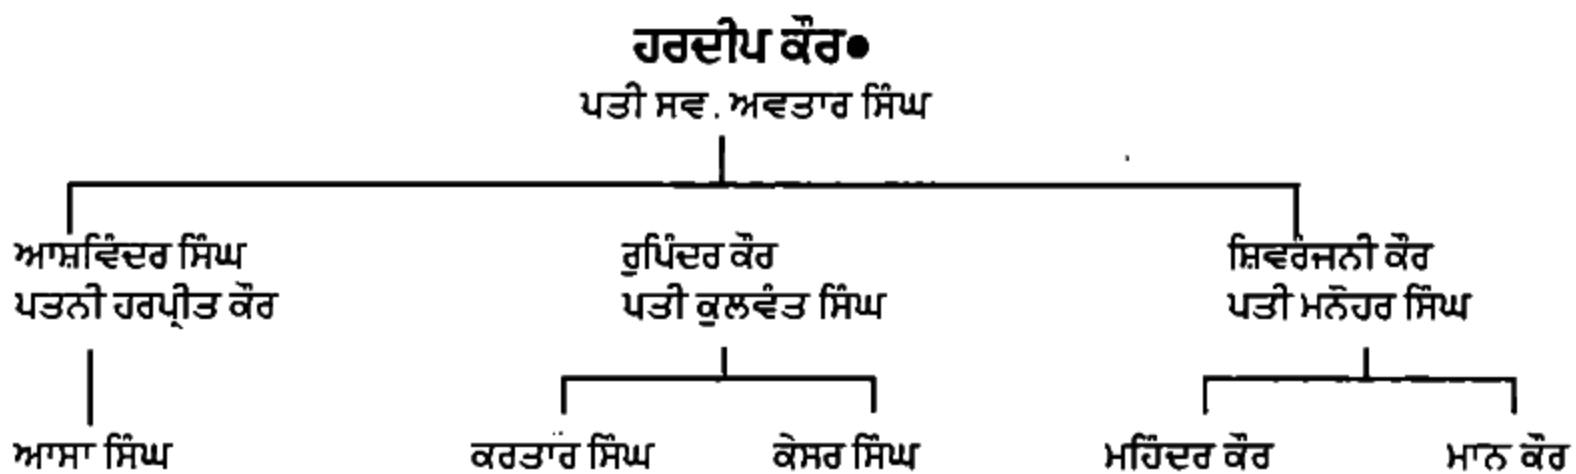 ਹਰਦੀਪ ਕੌਰ●
ਪਤੀ ਸਵ. ਅਵਤਾਰ ਸਿੰਘ
ਆਸ਼ਵਿੰਦਰ ਸਿੰਘ
ਪਤਨੀ ਹਰਪ੍ਰੀਤ ਕੌਰ
ਰੁਪਿੰਦਰ ਕੌਰ
ਪਤੀ ਕੁਲਵੰਤ ਸਿੰਘ
ਸ਼ਿਵਰੰਜਨੀ ਕੌਰ
ਪਤੀ ਮਨੋਹਰ ਸਿੰਘ
ਆਸਾ ਸਿੰਘ
ਕਰਤਾਰ ਸਿੰਘ
ਕੇਸਰ ਸਿੰਘ
ਮਹਿੰਦਰ ਕੌਰ
ਮਾਨ ਕੌਰ